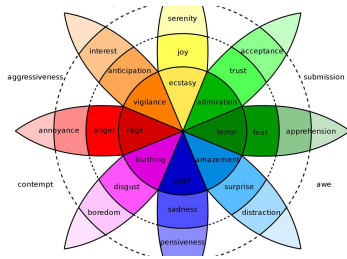 serenity
interest
joy
acceptance
anticipation
trust
aggressiveness
submission
ecstasy
vigilance
admiration
annoyance
anger
rage
terror
fear
apprehension
loathing
amazement
grief
contempt
disgust
surprise
awe
boredom
sadness
distraction
pensiveness